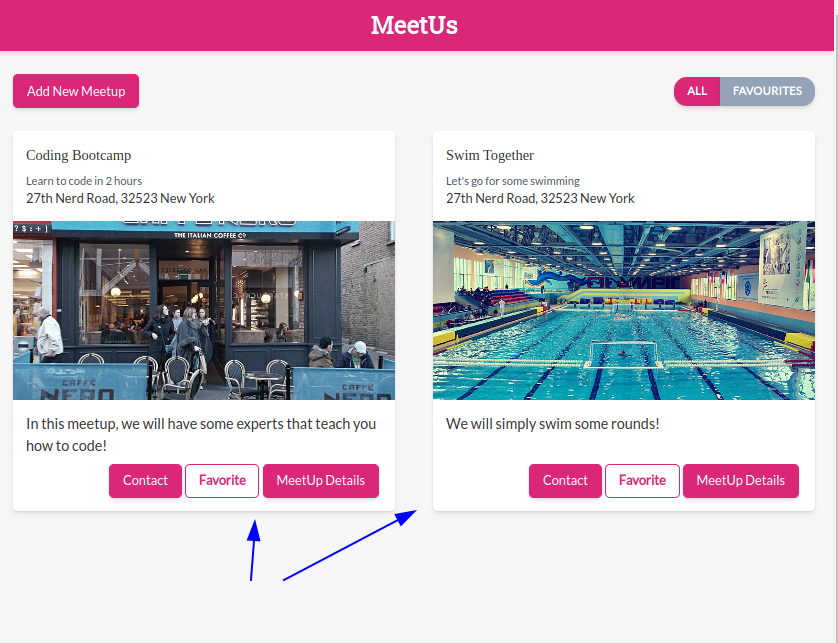 MeetUs
Add New Meetup
ALL FAVOURITES
Coding Bootcamp
Learn to code in 2 hours
27th Nerd Road, 32523 New York
THE ITALIAN COFFEE CO
CAFFÈ
NERO
CAFFÈ
NERO
In this meetup, we will have some experts that teach you
how to code!
Contact Favorite MeetUp Details
Swim Together
Let's go for some swimming
27th Nerd Road, 32523 New York
We will simply swim some rounds!
Contact Favorite MeetUp Details